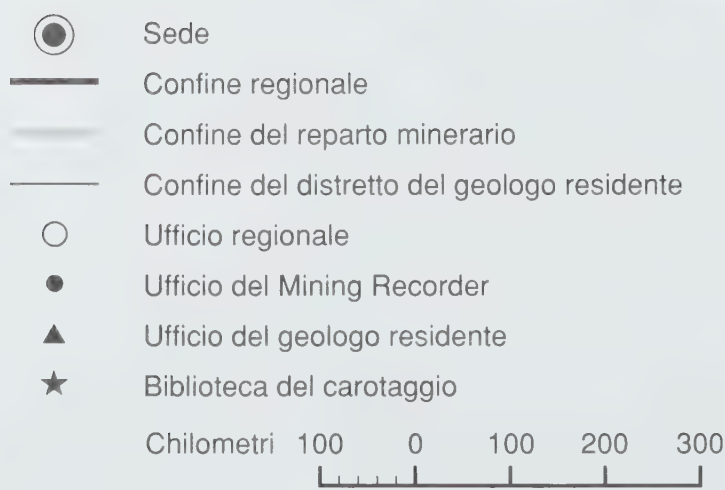 Sede
Confine regionale
Confine del reparto minerario
Confine del distretto del geologo residente
Ufficio regionale
Ufficio del Mining Recorder
Ufficio del geologo residente
Biblioteca del carotaggio
Chilometri 100 0 100 200 300